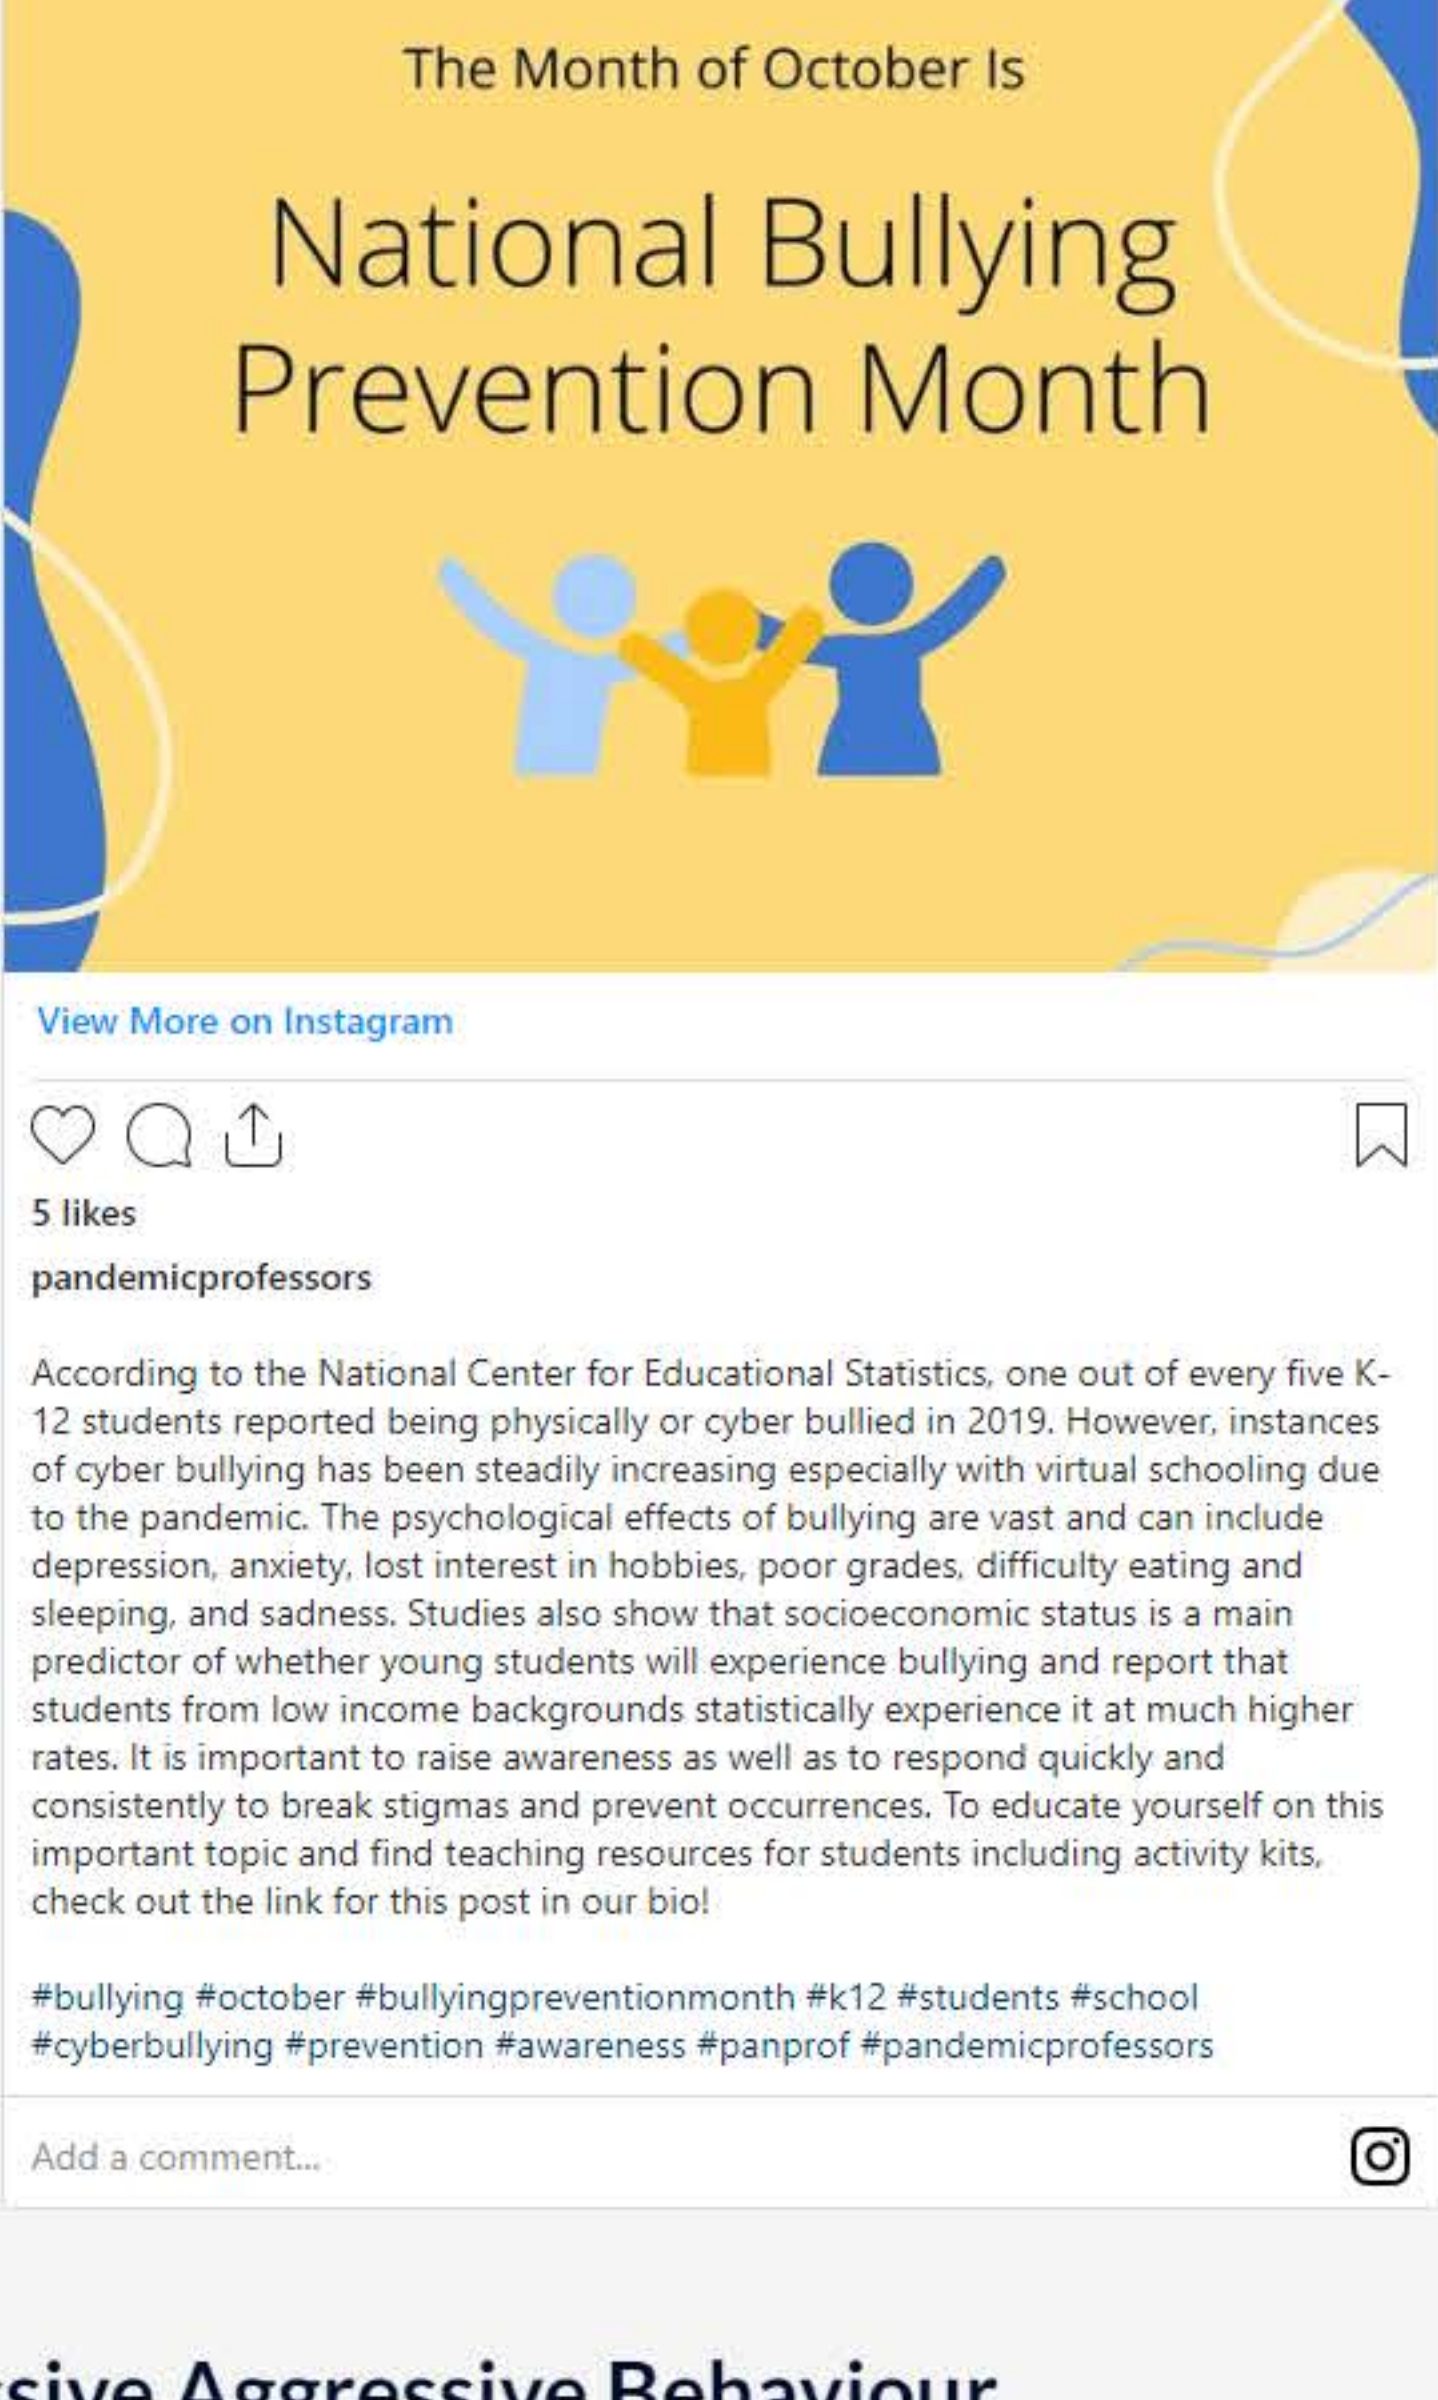 The Month of October Is
National Bullying
Prevention Month
View More on Instagram
5 likes
pandemicprofessors
According to the National Center for Educational Statistics, one out of every five K-
12 students reported being physically or cyber bullied in 2019. However, instances
of cyber bullying has been steadily increasing especially with virtual schooling due
to the pandemic. The psychological effects of bullying are vast and can include
depression, anxiety, lost interest in hobbies, poor grades, difficulty eating and
sleeping, and sadness. Studies also show that socioeconomic status is a main
predictor of whether young students will experience bullying and report that
students from low income backgrounds statistically experience it at much higher
rates. It is important to raise awareness as well as to respond quickly and
consistently to break stigmas and prevent occurrences. To educate yourself on this
important topic and find teaching resources for students including activity kits,
check out the link for this post in our bio!
#bullying #october #bullyingpreventionmonth #k12 #students #school
#cyberbullying #prevention #awareness #panprof #pandemicprofessors
Add a comment...
Aggressive Behaviour